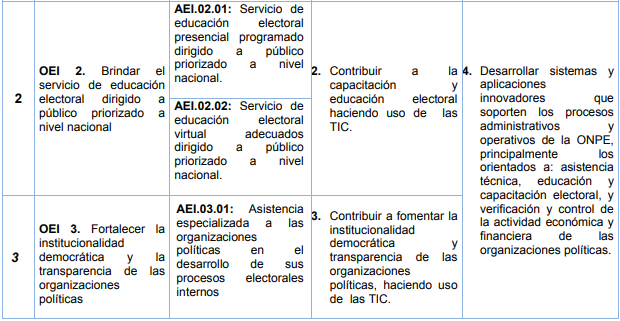 2
OEI 2. Brindar el
servicio de educación
electoral dirigido a
público priorizado a
nivel nacional
AEI.02.01: Servicio de
educación electoral
presencial programado
dirigido a público
priorizado a nivel
nacional.
AEI.02.02: Servicio de
educación electoral
virtual adecuados
dirigido a público
priorizado a nivel
nacional.
2. Contribuir a la
capacitación y
educación electoral
haciendo uso de las
TIC.
4. Desarrollar sistemas y
aplicaciones
innovadores que
soporten los procesos
administrativos y
operativos de la ONPE,
principalmente los
orientados a: asistencia
técnica, educación y
capacitación electoral, y
verificación y control de
la actividad económica y
financiera de las
organizaciones políticas.
3
OEI 3. Fortalecer la
institucionalidad
democrática y la
transparencia de las
organizaciones
políticas
AEI.03.01: Asistencia
especializada a las
organizaciones
políticas en el
desarrollo de sus
procesos electorales
internos
3. Contribuir a fomentar la
institucionalidad
democrática y
transparencia de las
organizaciones
políticas, haciendo uso
de las TIC.